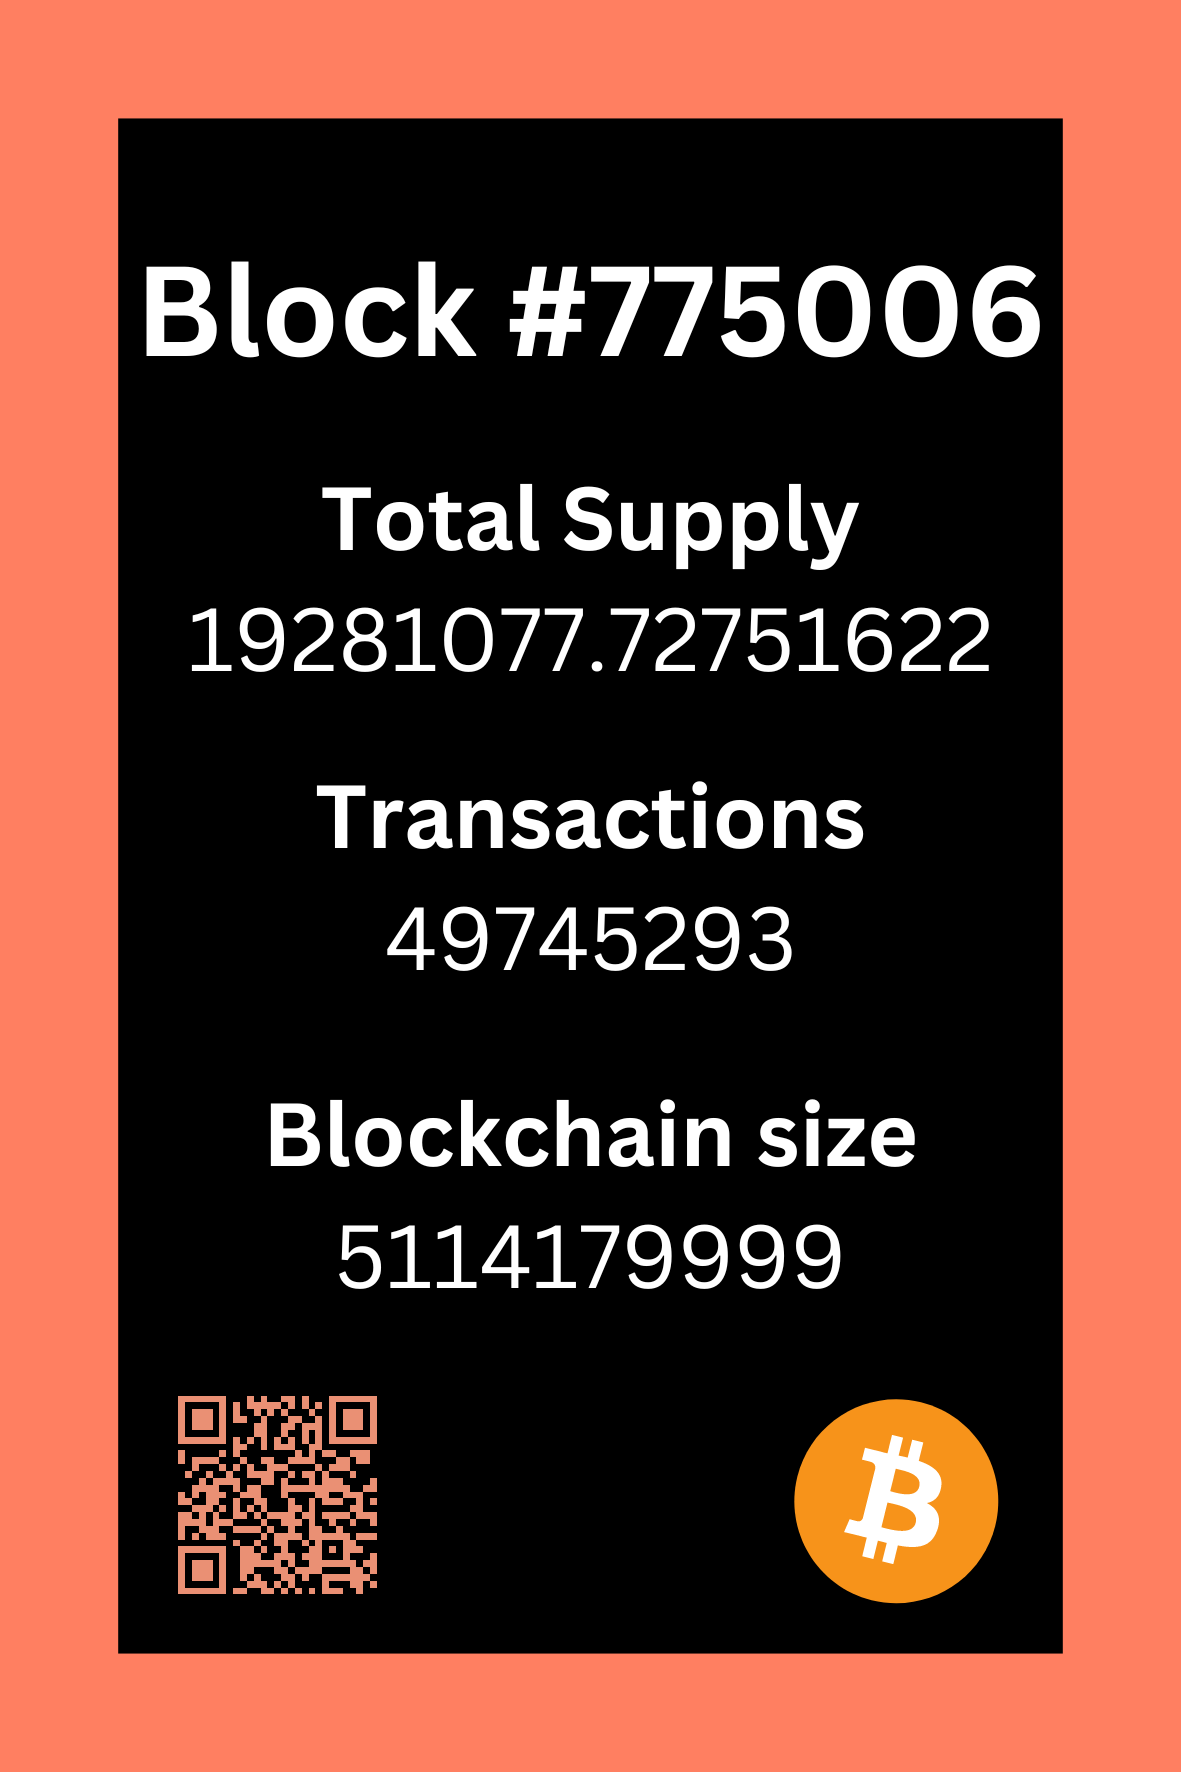 Block #775006
Total Supply
19281077.72751622
Transactions
49745293
Blockchain size
5114179999